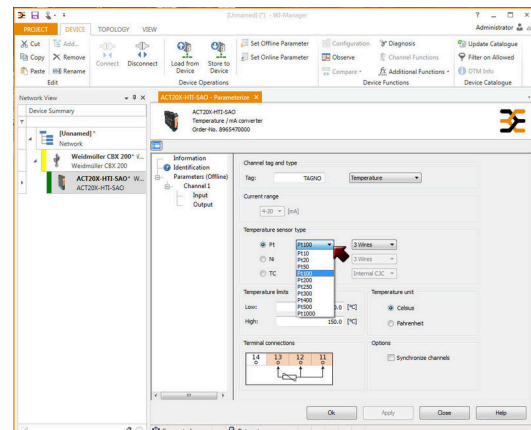 [Unnamed] (*) - WI-Manager
PROJECT DEVICE TOPOLOGY VIEW
Administrator
Cut
Copy
Paste
Add...
Remove
Rename
Edit
Connect
Disconnect
Load from Device
Store to Device
Set Offline Parameter
Set Online Parameter
Device Operations
Configuration
Observe
Compare
Diagnosis
Channel Functions
Additional Functions
Device Functions
Update Catalogue
Filter on Allowed
DTM Info
Device Catalogue
Network View
Device Summary
[Unnamed] *
Network
Weidmüller CBX 200*
Weidmüller CBX 200
ACT20X-HTI-SAO* W...
ACT20X-HTI-SAO
ACT20X-HTI-SAO - Parameterize
ACT20X-HTI-SAO
Temperature / mA converter
Order-No. 8965470000
Information
Identification
Parameters (Offline)
Channel 1
Input
Output
Channel tag and type
Tag: TAGNO Temperature
Current range
4-20 [mA]
Temperature sensor type
Pt Pt100 3 Wires
Ni 3 Wires
TC Internal CJC
Pt10
Pt20
Pt50
Pt100
Pt200
Pt250
Pt300
Pt400
Pt500
Pt1000
Temperature limits
Low: [°C]
High: 150.0 [°C]
Temperature unit
Celsius
Fahrenheit
Terminal connections
14 13 12 11
Options
Synchronize channels
Ok Apply Close Help